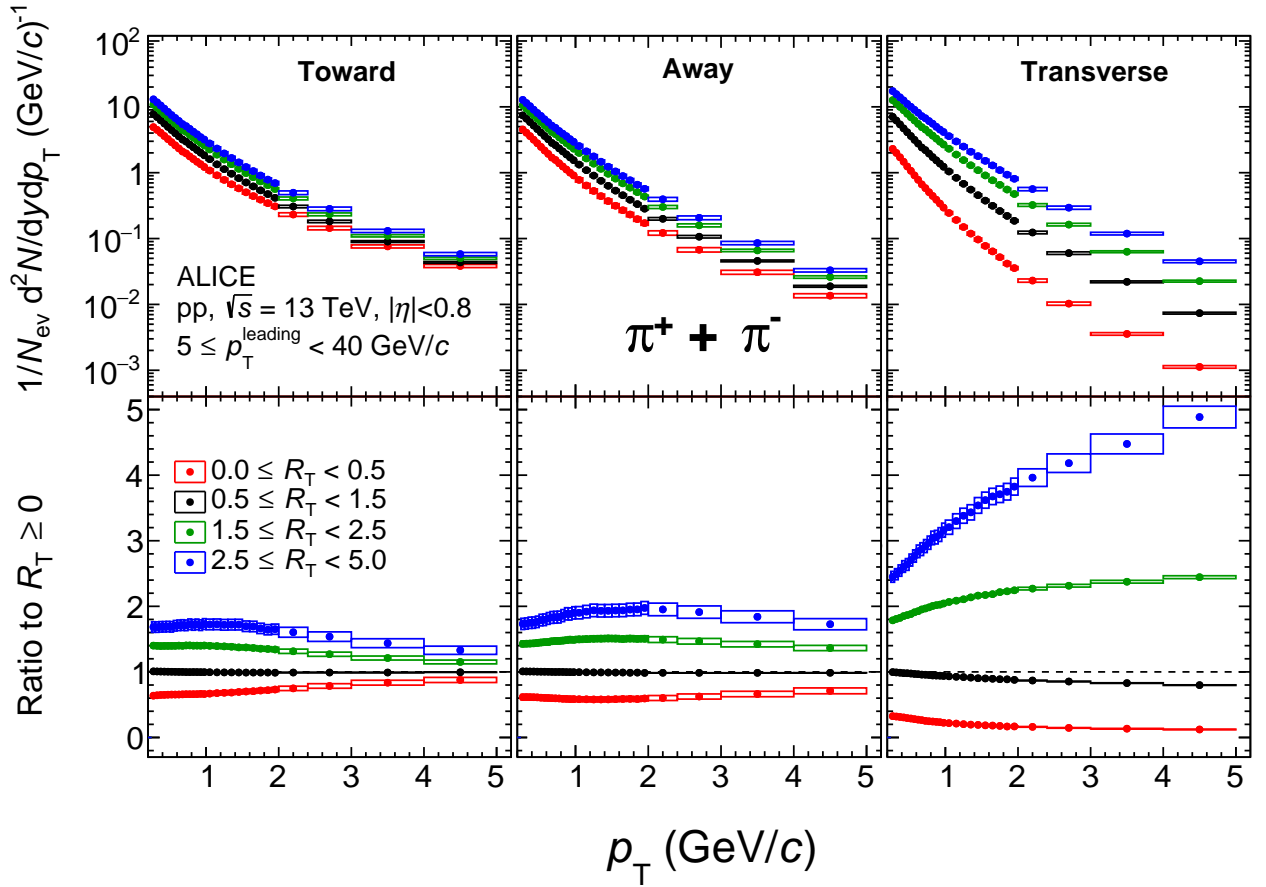 1/N_ev d²N/dydp_T (GeV/c)⁻¹
10²
10
1
10⁻¹
10⁻²
10⁻³
Toward
Away
Transverse
ALICE
pp, √s = 13 TeV, |η|<0.8
5 ≤ p_T^leading < 40 GeV/c
π⁺ + π⁻
Ratio to R_T ≥ 0
5
4
3
2
1
0
0.0 ≤ R_T < 0.5
0.5 ≤ R_T < 1.5
1.5 ≤ R_T < 2.5
2.5 ≤ R_T < 5.0
1 2 3 4 5 1 2 3 4 5 1 2 3 4 5
p_T (GeV/c)